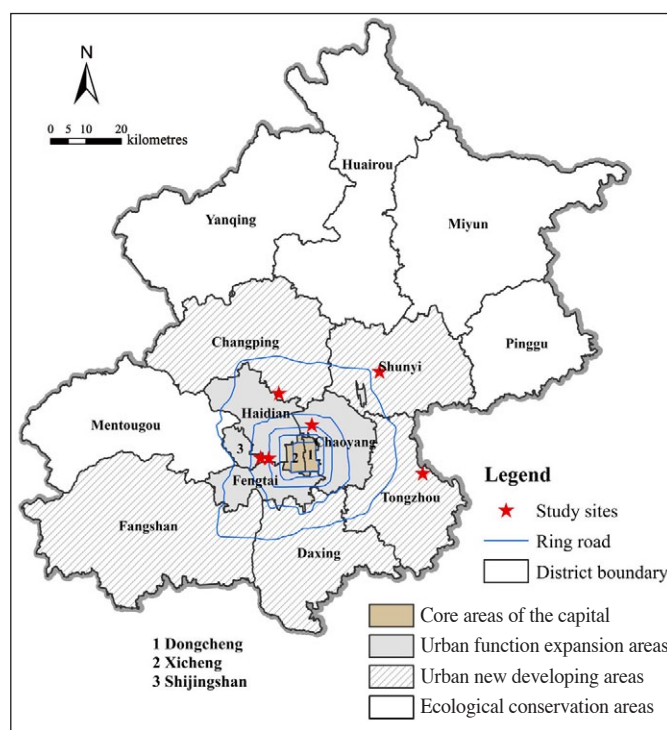 N
0 5 10 20
kilometres
Huairou
Yanqing
Miyun
Changping
Shunyi
Pinggu
Haidian
Mentougou
Chaoyang
3
2 1
Fengtai
Tongzhou
Fangshan
Daxing
Legend
Study sites
Ring road
District boundary
Core areas of the capital
Urban function expansion areas
Urban new developing areas
Ecological conservation areas
1 Dongcheng
2 Xicheng
3 Shijingshan